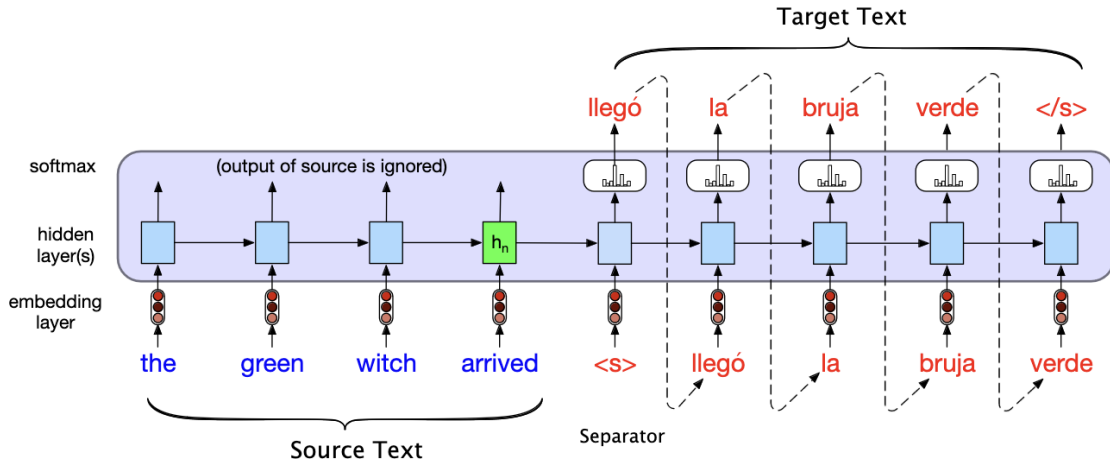 Target Text
llegó la bruja verde </s>
softmax (output of source is ignored)
hidden layer(s) hn
embedding layer
the green witch arrived <s> llegó la bruja verde
Separator
Source Text